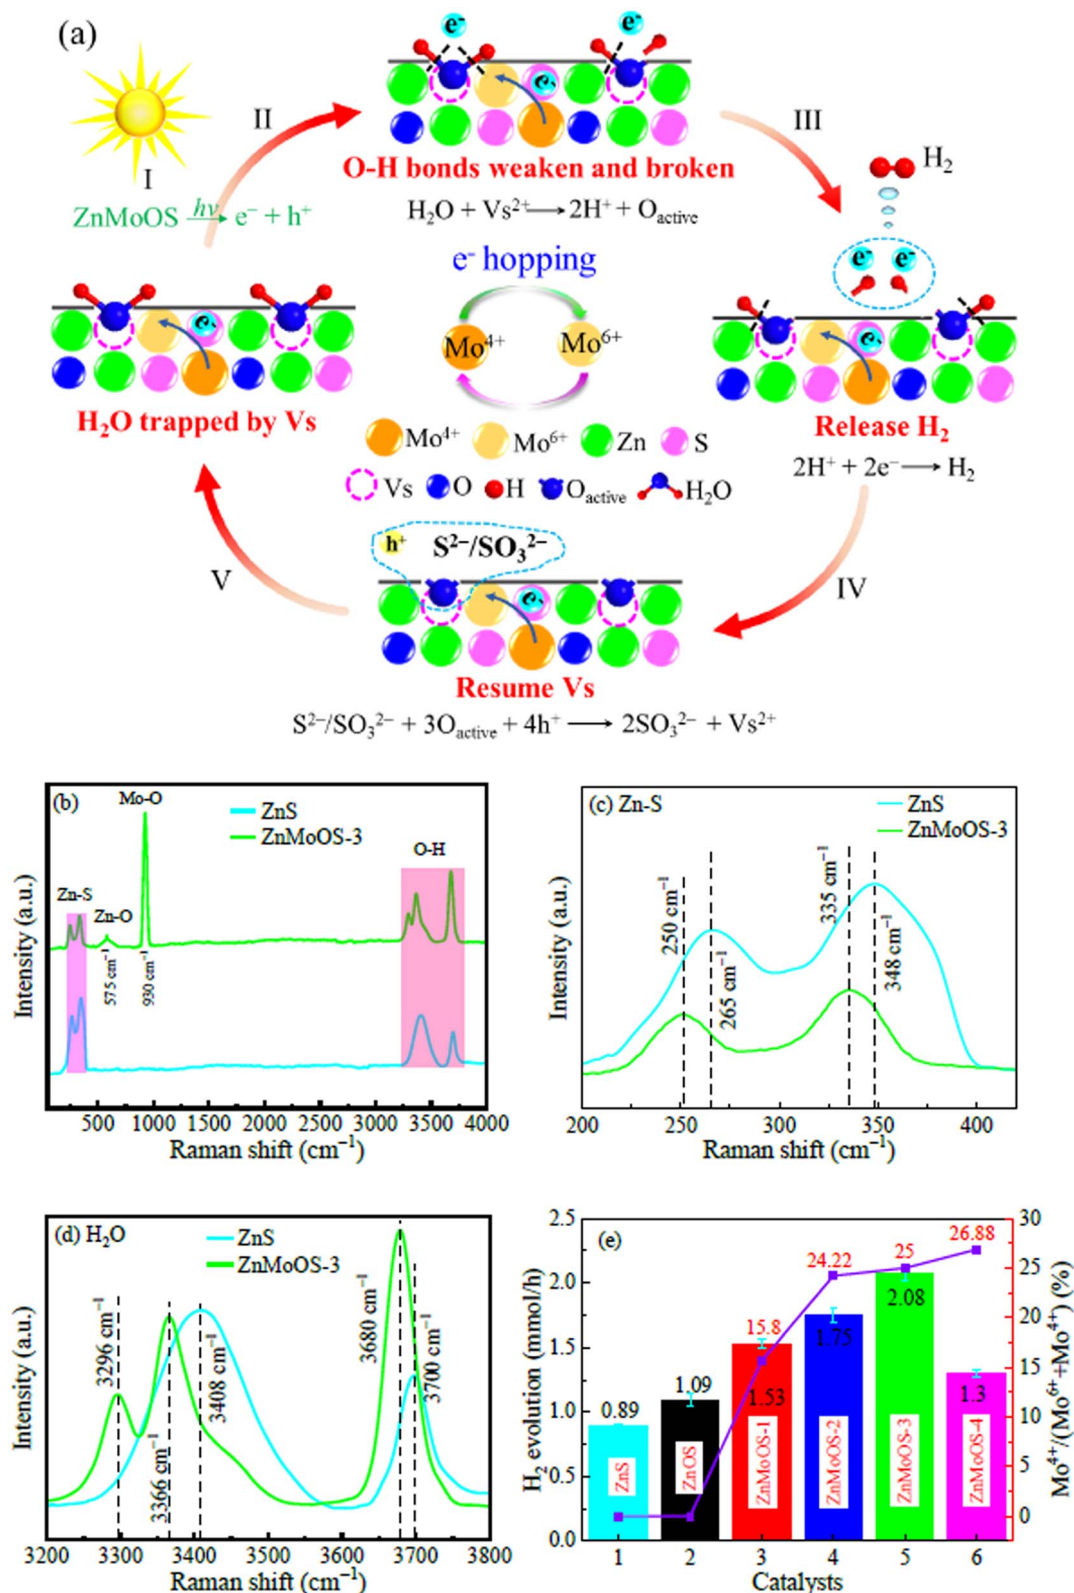 (a)
e⁻
e⁻
e⁻
II
III
O-H bonds weaken and broken
H₂
I
H₂O + Vs²⁺ ⟶ 2H⁺ + O_active
ZnMoOS —hν→ e⁻ + h⁺
e⁻ e⁻
e⁻ hopping
e⁻
e⁻
Mo⁴⁺ Mo⁶⁺
H₂O trapped by Vs
Release H₂
Mo⁴⁺ Mo⁶⁺ Zn S
2H⁺ + 2e⁻ ⟶ H₂
Vs O H O_active H₂O
h⁺ S²⁻/SO₃²⁻
V
IV
e⁻
Resume Vs
S²⁻/SO₃²⁻ + 3O_active + 4h⁺ ⟶ 2SO₃²⁻ + Vs²⁺
(b)
Mo-O
ZnS
ZnMoOS-3
O-H
Zn-S
Zn-O
575 cm⁻¹
930 cm⁻¹
Intensity (a.u.)
500 1000 1500 2000 2500 3000 3500 4000
Raman shift (cm⁻¹)
(c) Zn-S
ZnS
ZnMoOS-3
250 cm⁻¹
265 cm⁻¹
335 cm⁻¹
348 cm⁻¹
Intensity (a.u.)
200 250 300 350 400
Raman shift (cm⁻¹)
(d) H₂O
ZnS
ZnMoOS-3
3296 cm⁻¹
3366 cm⁻¹
3408 cm⁻¹
3680 cm⁻¹
3700 cm⁻¹
Intensity (a.u.)
3200 3300 3400 3500 3600 3700 3800
Raman shift (cm⁻¹)
(e)
15.8
24.22
25
26.88
0.89
1.09
1.53
1.75
2.08
1.3
ZnS
ZnOS
ZnMoOS-1
ZnMoOS-2
ZnMoOS-3
ZnMoOS-4
H₂ evolution (mmol/h)
2.5
2.0
1.5
1.0
0.5
0.0
Mo⁴⁺/(Mo⁶⁺+Mo⁴⁺) (%)
30
25
20
15
10
5
0
1 2 3 4 5 6
Catalysts